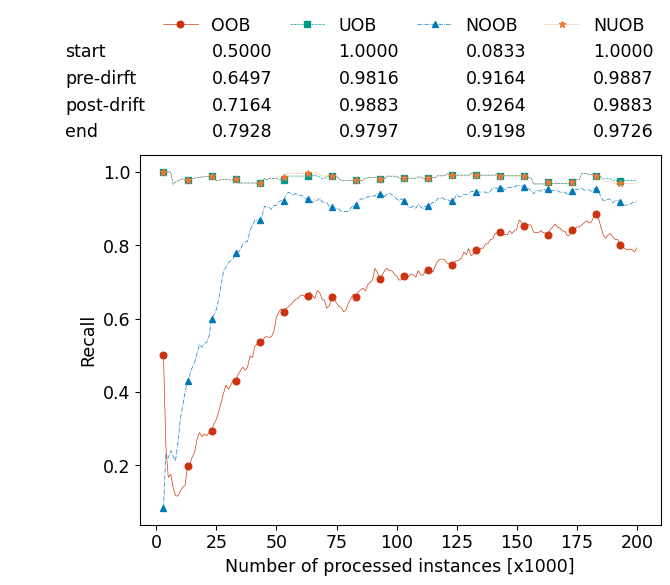 OOB UOB NOOB NUOB
start 0.5000 1.0000 0.0833 1.0000
pre-dirft 0.6497 0.9816 0.9164 0.9887
post-drift 0.7164 0.9883 0.9264 0.9883
end 0.7928 0.9797 0.9198 0.9726
1.0
0.8
0.6
0.4
0.2
Recall
0 25 50 75 100 125 150 175 200
Number of processed instances [x1000]